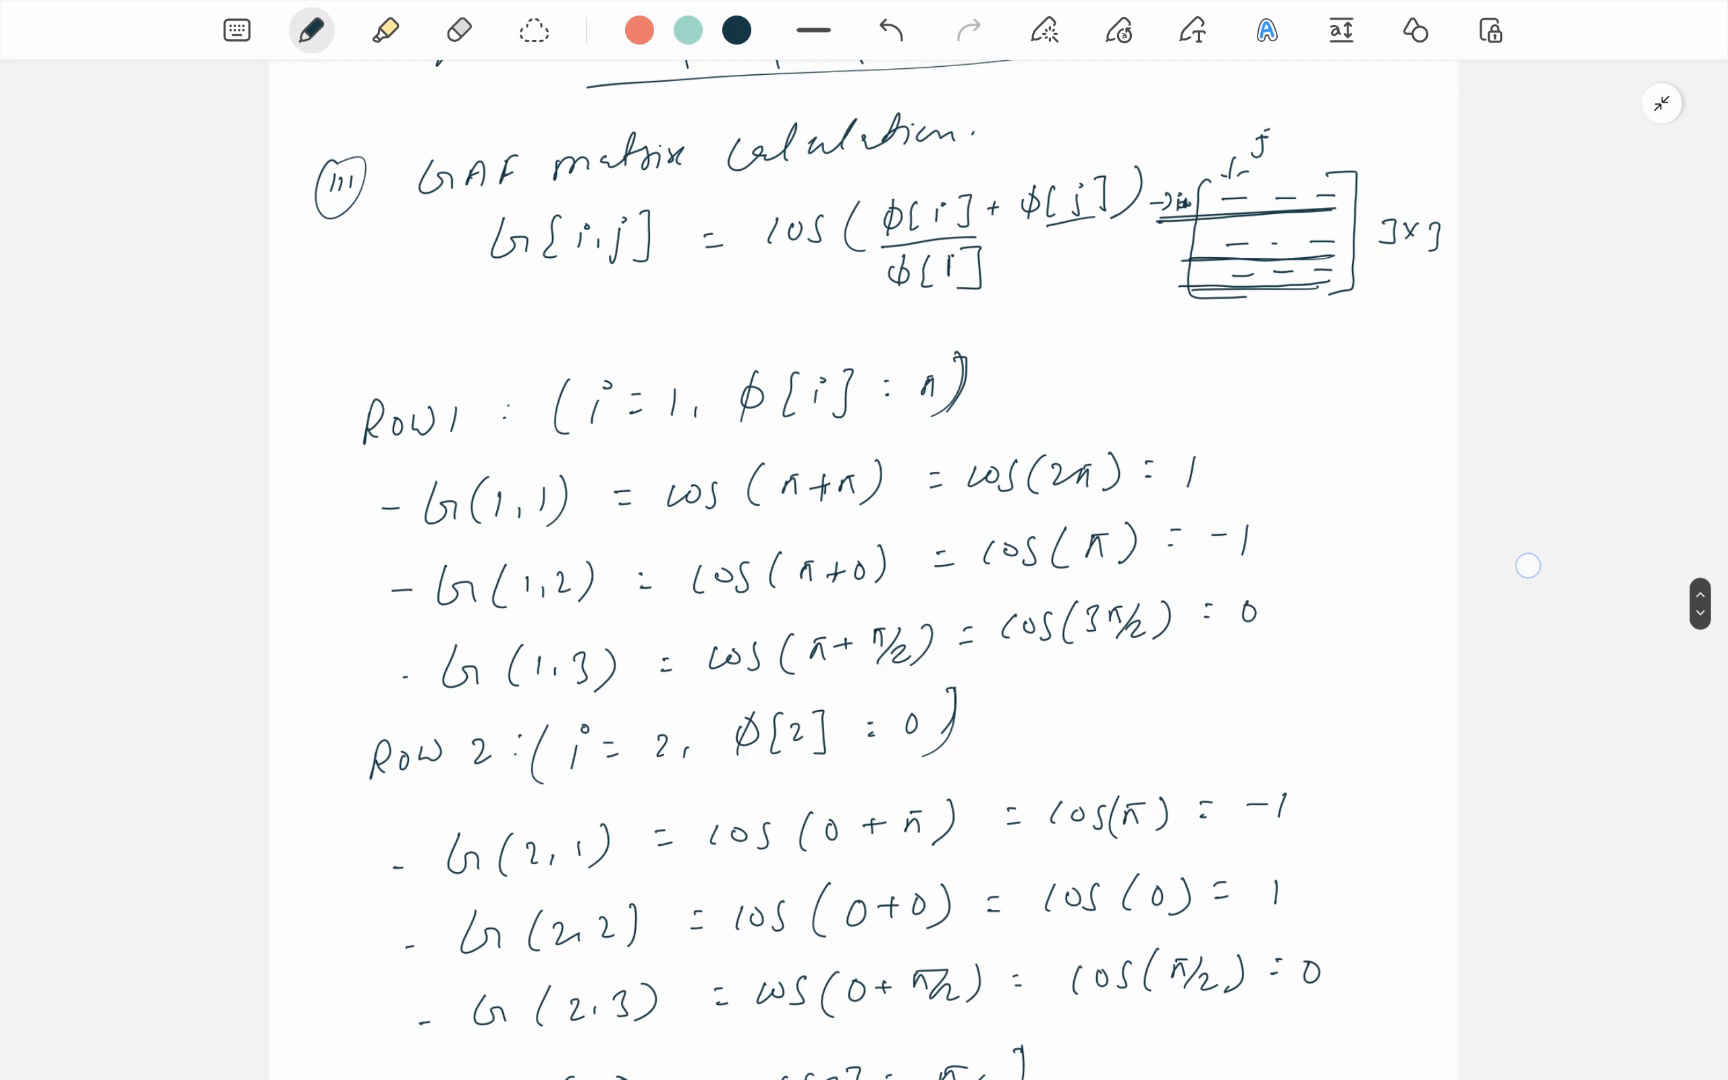 (III) GAF matrix calculation.
G[i,j] = cos(ϕ[i] + ϕ[j])
j
ϕ[i]
3x3
ROW1 : (i=1, ϕ[i] = π)
- G(1,1) = cos(π+π) = cos(2π) = 1
- G(1,2) = cos(π+0) = cos(π) = -1
- G(1,3) = cos(π+π/2) = cos(3π/2) = 0
ROW 2 : (i= 2, ϕ[2] = 0)
- G(2,1) = cos(0+π) = cos(π) = -1
- G(2,2) = cos(0+0) = cos(0) = 1
- G(2,3) = cos(0+π/2) = cos(π/2) = 0